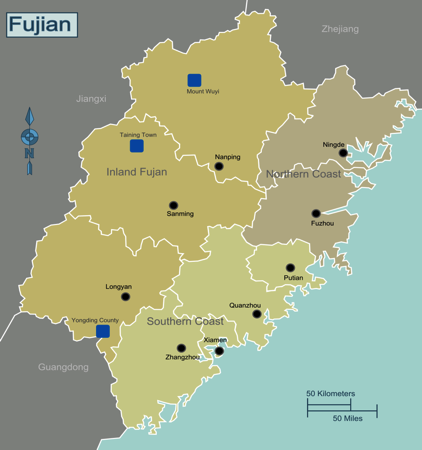 Fujian
Zhejiang
Mount Wuyi
Jiangxi
Taining Town
Ningde
Nanping
Inland Fujan
Northern Coast
Sanming
Fuzhou
Putian
Longyan
Quanzhou
Yongding County
Southern Coast
Xiamen
Zhangzhou
Guangdong
N
50 Kilometers
50 Miles